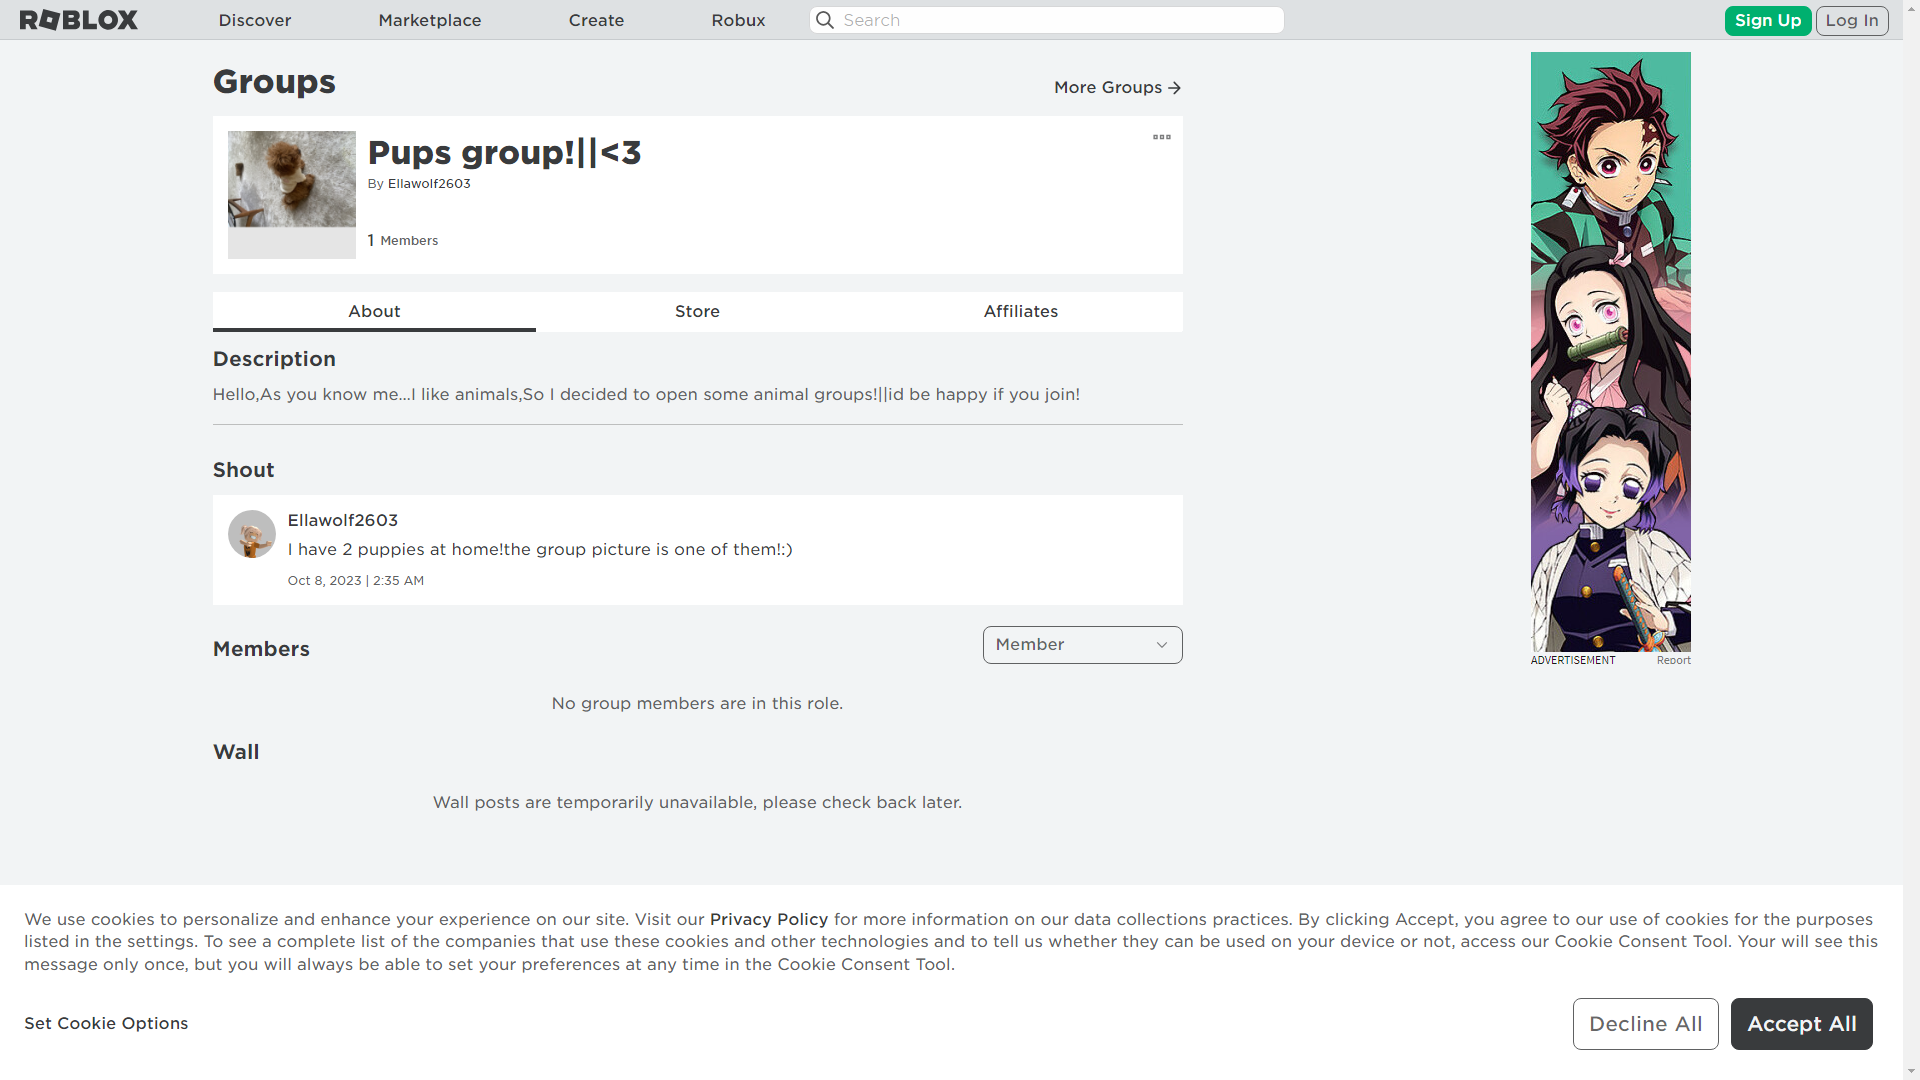 ROBLOX
Discover
Marketplace
Create
Robux
Search
Sign Up
Log In
Groups
More Groups
Pups group!||<3
By Ellawolf2603
1 Members
About
Store
Affiliates
Description
Hello,As you know me...I like animals,So I decided to open some animal groups!||id be happy if you join!
Shout
Ellawolf2603
I have 2 puppies at home!the group picture is one of them!:)
Oct 8, 2023 | 2:35 AM
Members
Member
No group members are in this role.
Wall
Wall posts are temporarily unavailable, please check back later.
ADVERTISEMENT
Report
We use cookies to personalize and enhance your experience on our site. Visit our Privacy Policy for more information on our data collections practices. By clicking Accept, you agree to our use of cookies for the purposes
listed in the settings. To see a complete list of the companies that use these cookies and other technologies and to tell us whether they can be used on your device or not, access our Cookie Consent Tool. Your will see this
message only once, but you will always be able to set your preferences at any time in the Cookie Consent Tool.
Set Cookie Options
Decline All
Accept All